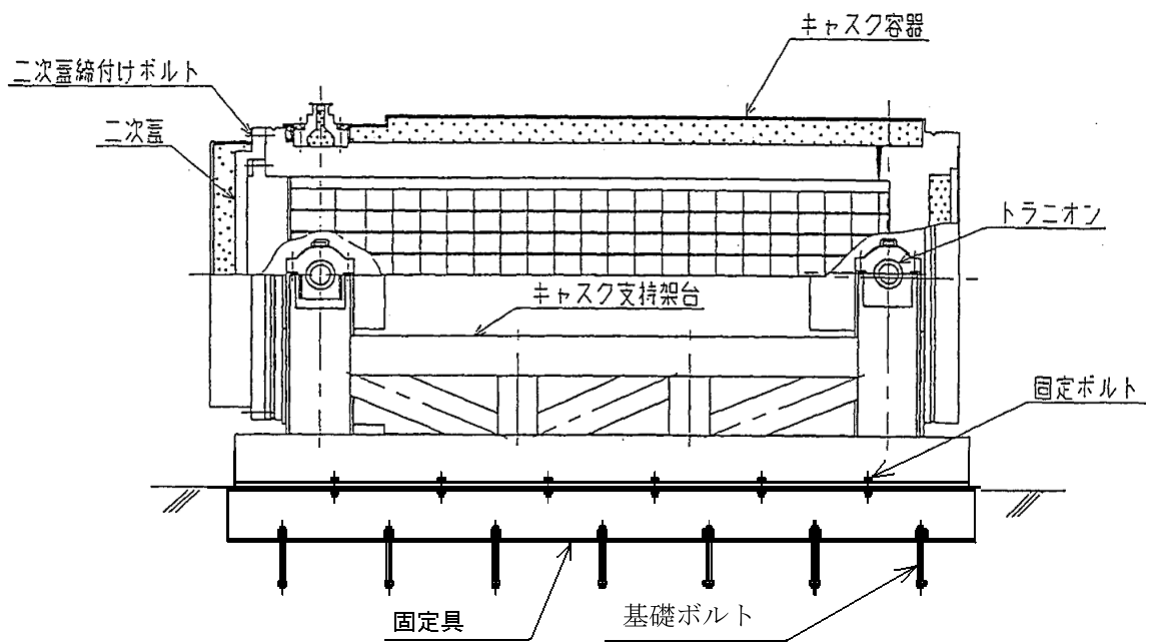 キャスク容器
二次蓋締付けボルト
二次蓋
トラニオン
キャスク支持架台
固定ボルト
固定具
基礎ボルト